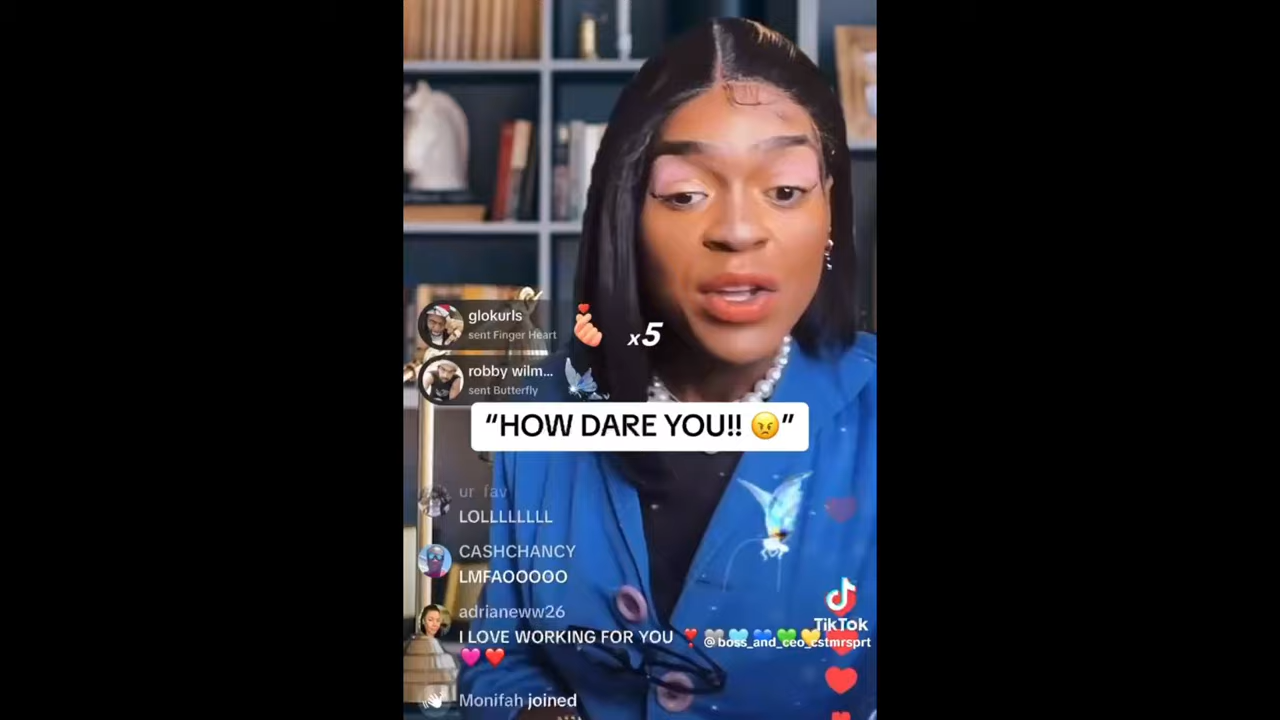 glokurls
sent Finger Heart
x5
robby wilm...
sent Butterfly
“HOW DARE YOU!! 😠”
ur fav
LOLLLLLLLL
CASHCHANCY
LMFAOOOOO
adrianeww26
I LOVE WORKING FOR YOU ❣️🩶🩵💙💚💛
💕❤️
TikTok
@boss_and_ceo_cstmrsprt
Monifah joined